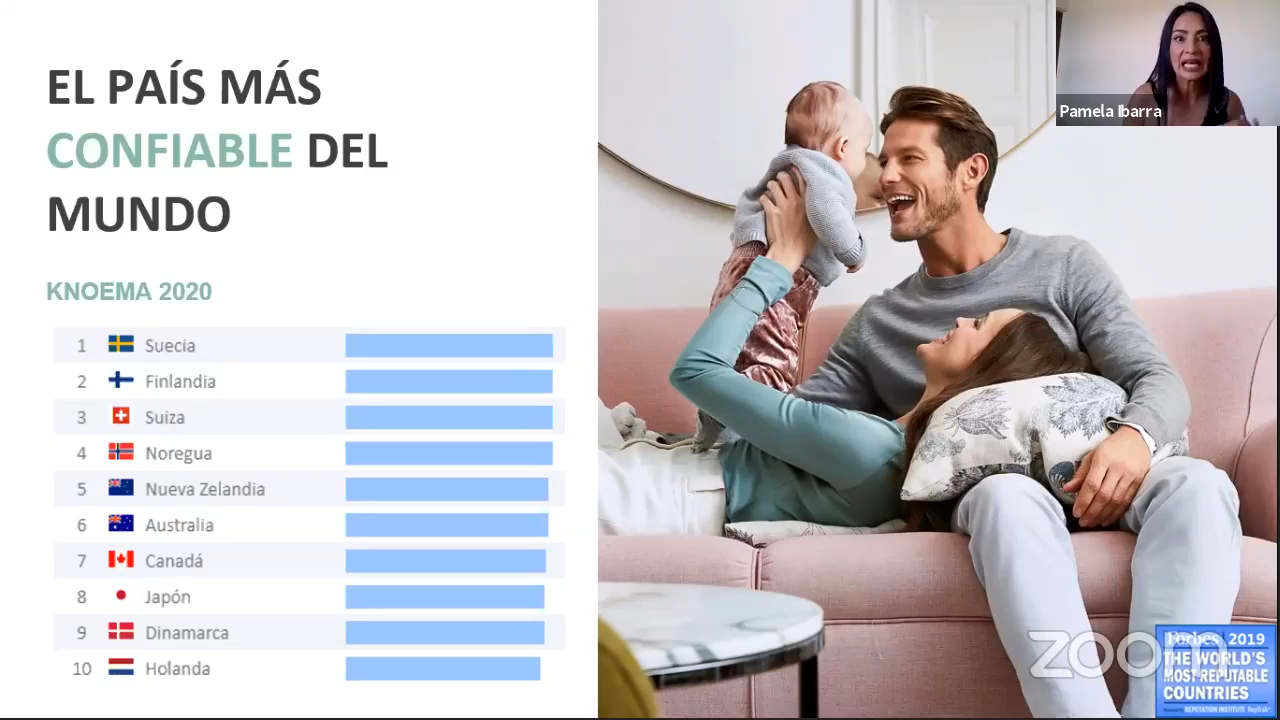 EL PAÍS MÁS
CONFIABLE DEL
MUNDO
KNOEMA 2020
1 Suecia
2 Finlandia
3 Suiza
4 Noregua
5 Nueva Zelandia
6 Australia
7 Canadá
8 Japón
9 Dinamarca
10 Holanda
Pamela Ibarra
zoom
Forbes 2019
THE WORLD'S
MOST REPUTABLE
COUNTRIES
REPUTATION INSTITUTE RepTrak